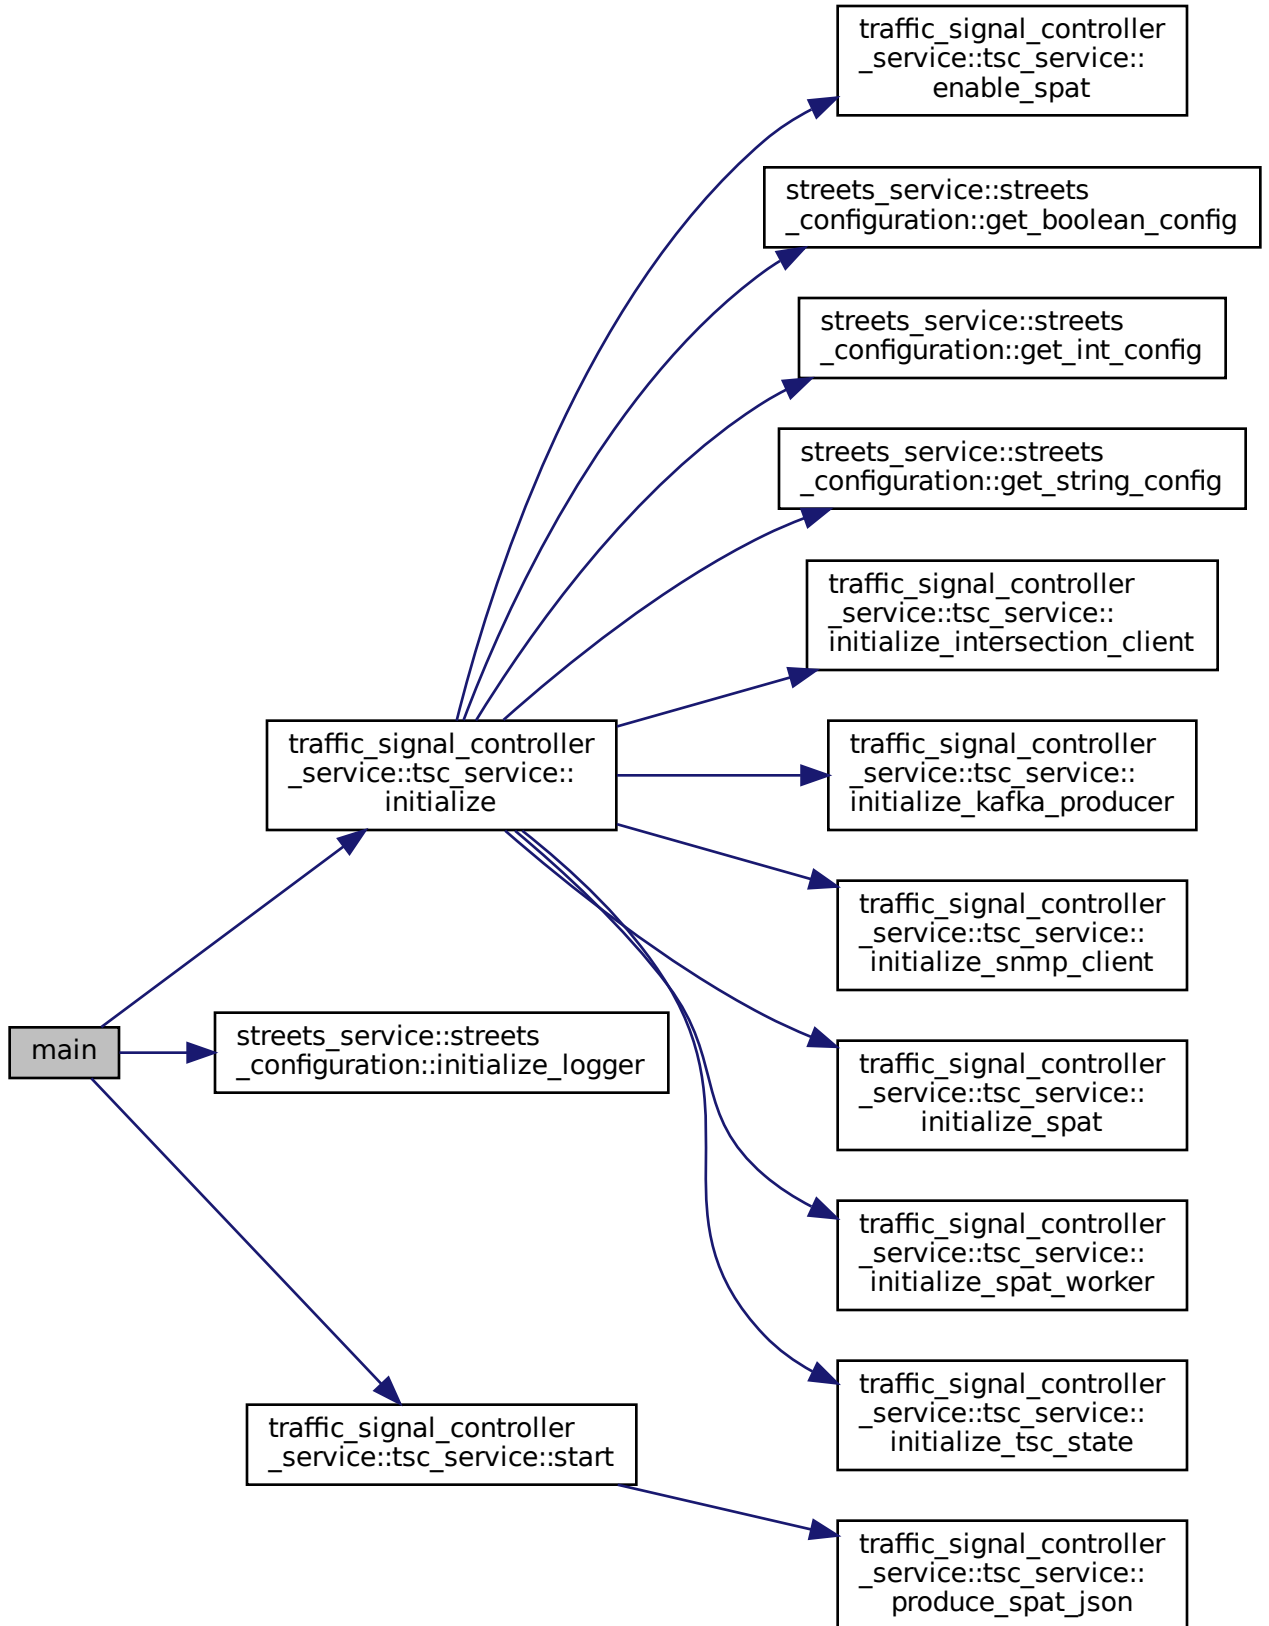 traffic_signal_controller
_service::tsc_service::
enable_spat
streets_service::streets
_configuration::get_boolean_config
streets_service::streets
_configuration::get_int_config
streets_service::streets
_configuration::get_string_config
traffic_signal_controller
_service::tsc_service::
initialize_intersection_client
traffic_signal_controller
_service::tsc_service::
initialize
traffic_signal_controller
_service::tsc_service::
initialize_kafka_producer
traffic_signal_controller
_service::tsc_service::
initialize_snmp_client
main
streets_service::streets
_configuration::initialize_logger
traffic_signal_controller
_service::tsc_service::
initialize_spat
traffic_signal_controller
_service::tsc_service::
initialize_spat_worker
traffic_signal_controller
_service::tsc_service::
initialize_tsc_state
traffic_signal_controller
_service::tsc_service::start
traffic_signal_controller
_service::tsc_service::
produce_spat_json